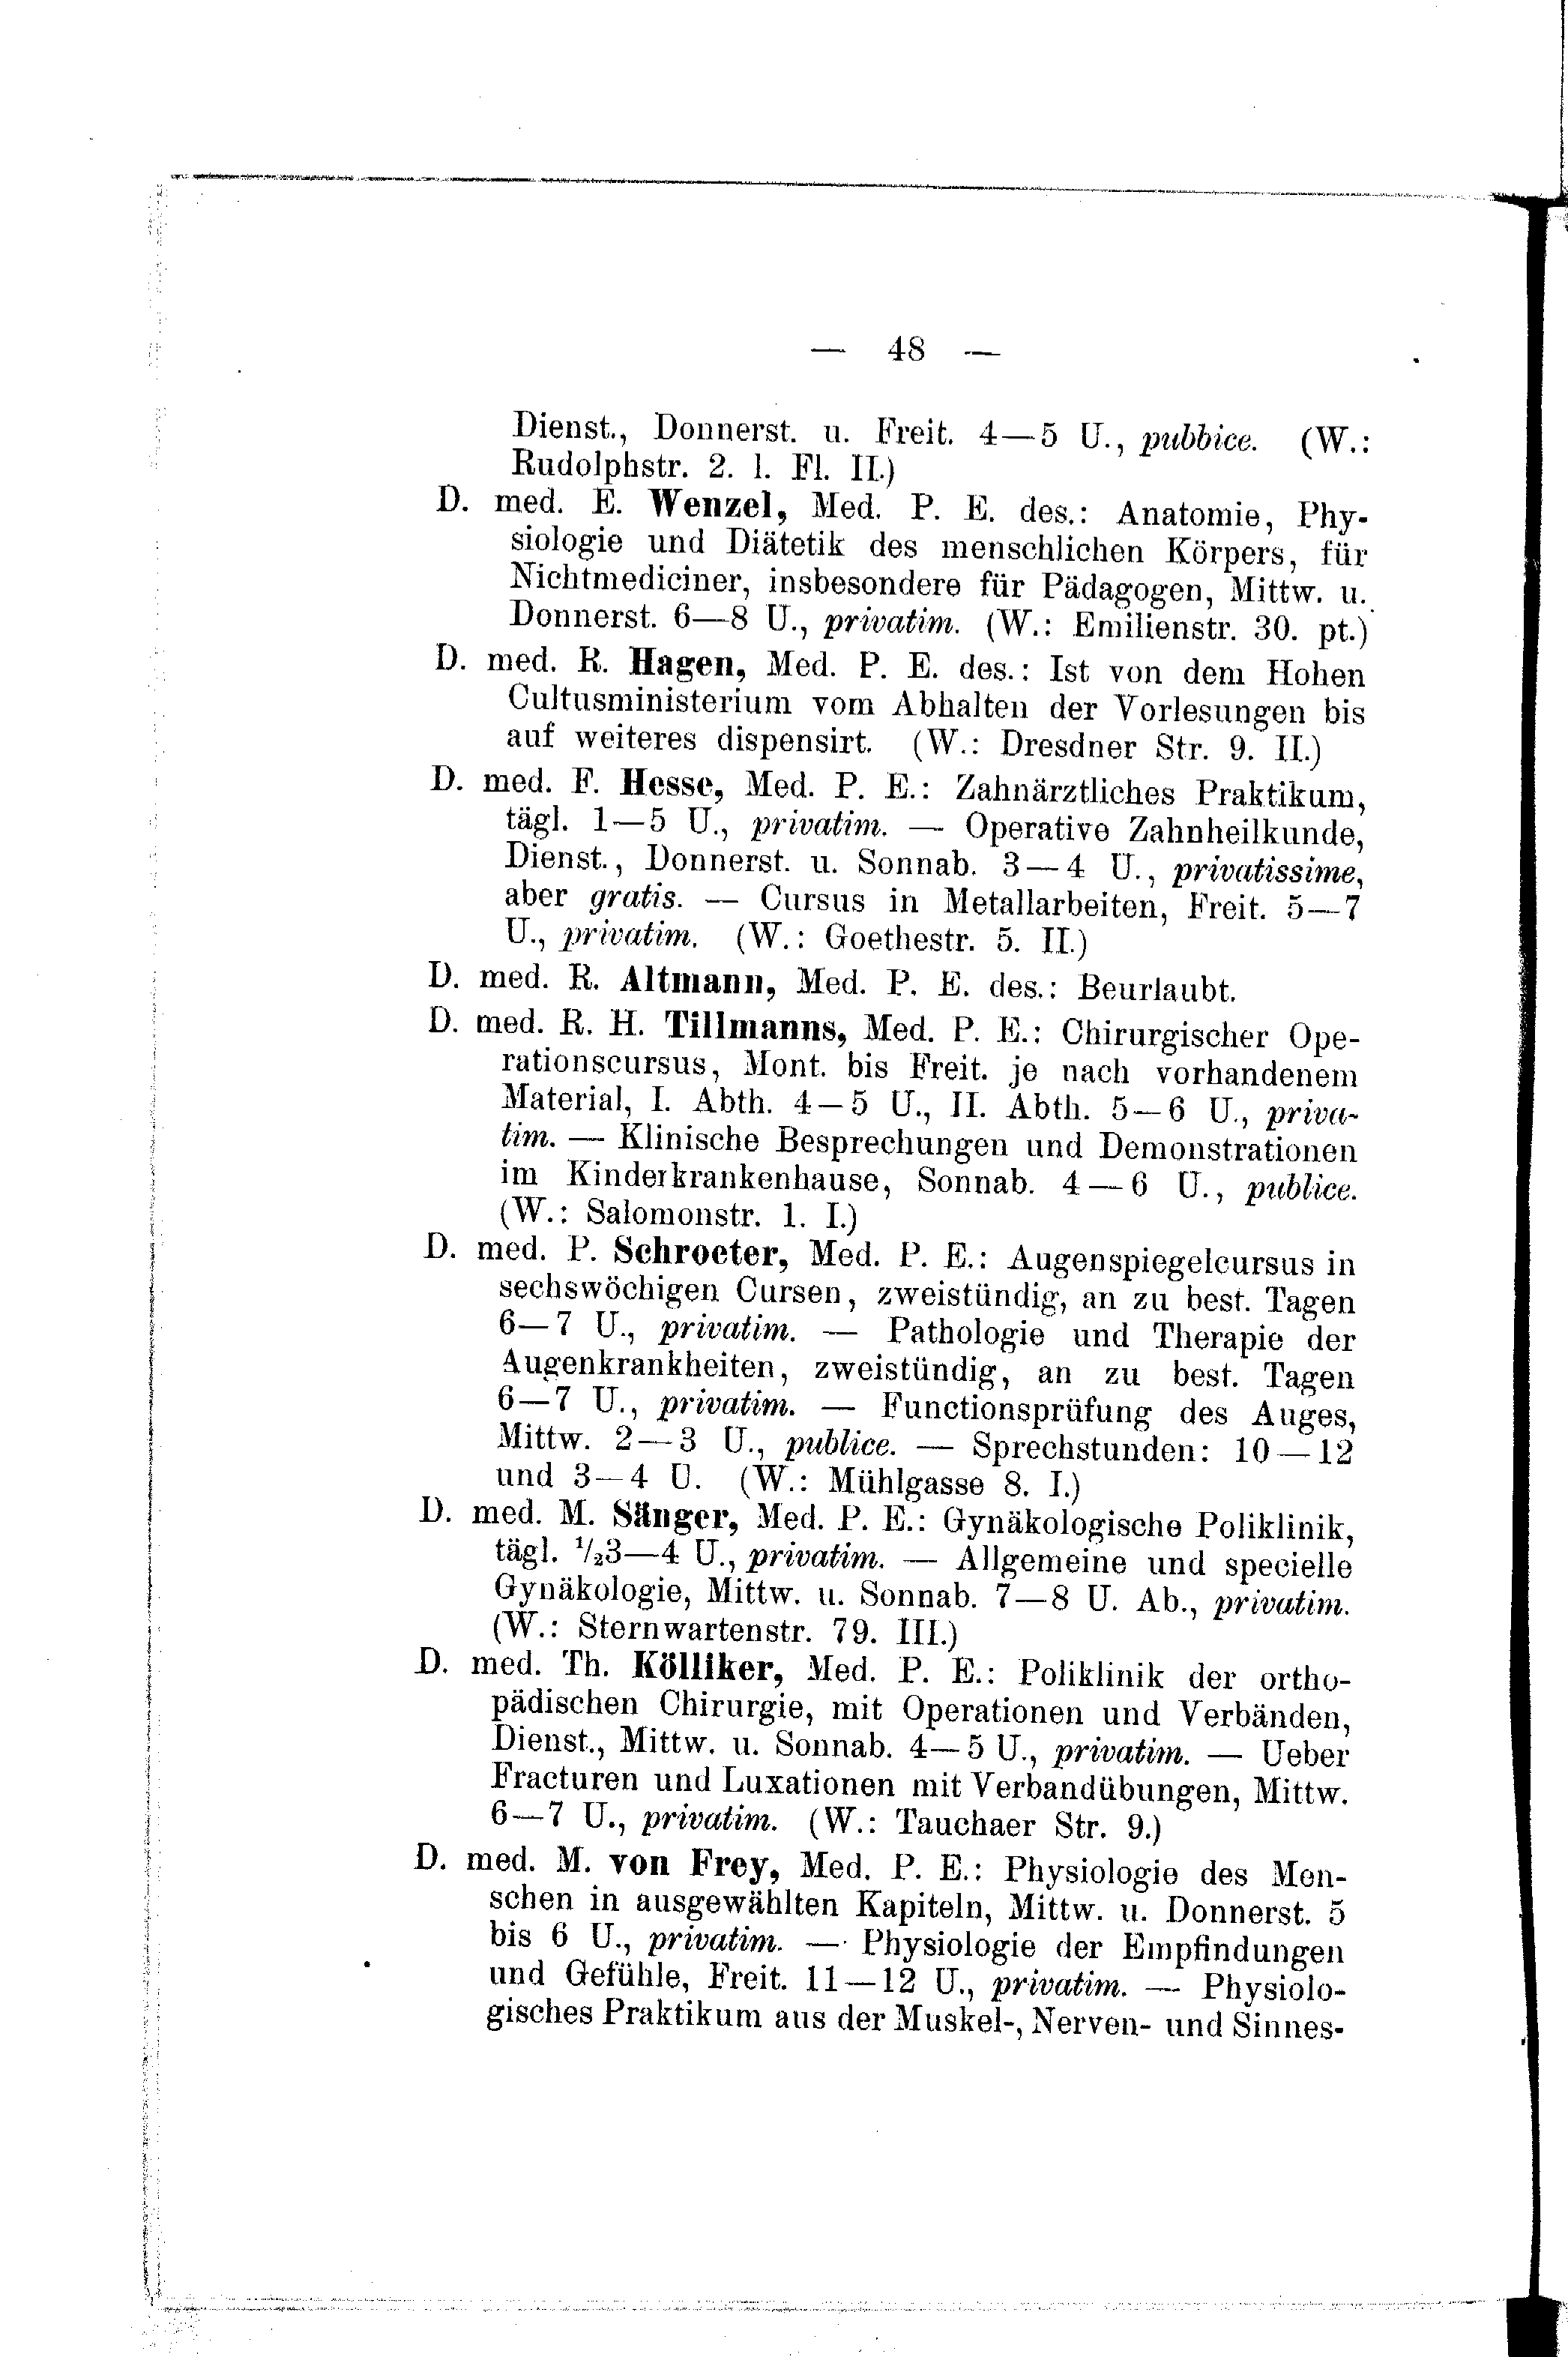 — 48 —
Dienst., Donnerst. u. Freit. 4—5 U., pubbice. (W.:
Rudolphstr. 2. l. Fl. II.)
D. med. E. Wenzel, Med. P. E. des.: Anatomie, Phy-
siologie und Diätetik des menschlichen Körpers, für
Nichtmediciner, insbesondere für Pädagogen, Mittw. u.
Donnerst. 6—8 U., privatim. (W.: Emilienstr. 30. pt.)
D. med. R. Hagen, Med. P. E. des.: Ist von dem Hohen
Cultusministerium vom Abhalten der Vorlesungen bis
auf weiteres dispensirt. (W.: Dresdner Str. 9. II.)
D. med. F. Hesse, Med. P. E.: Zahnärztliches Praktikum,
tägl. 1—5 U., privatim. — Operative Zahnheilkunde,
Dienst., Donnerst. u. Sonnab. 3—4 U., privatissime,
aber gratis. — Cursus in Metallarbeiten, Freit. 5—7
U., privatim. (W.: Goethestr. 5. II.)
D. med. R. Altmann, Med. P. E. des.: Beurlaubt.
D. med. R. H. Tillmanns, Med. P. E.: Chirurgischer Ope-
rationscursus, Mont. bis Freit. je nach vorhandenem
Material, I. Abth. 4—5 U., II. Abth. 5—6 U., priva-
tim. — Klinische Besprechungen und Demonstrationen
im Kinderkrankenhause, Sonnab. 4—6 U., publice.
(W.: Salomonstr. 1. I.)
D. med. P. Schroeter, Med. P. E.: Augenspiegelcursus in
sechswöchigen Cursen, zweistündig, an zu best. Tagen
6—7 U., privatim. — Pathologie und Therapie der
Augenkrankheiten, zweistündig, an zu best. Tagen
6—7 U., privatim. — Functionsprüfung des Auges,
Mittw. 2—3 U., publice. — Sprechstunden: 10—12
und 3—4 U. (W.: Mühlgasse 8. I.)
D. med. M. Sänger, Med. P. E.: Gynäkologische Poliklinik,
tägl. 1/23—4 U., privatim. — Allgemeine und specielle
Gynäkologie, Mittw. u. Sonnab. 7—8 U. Ab., privatim.
(W.: Sternwartenstr. 79. III.)
D. med. Th. Kölliker, Med. P. E.: Poliklinik der ortho-
pädischen Chirurgie, mit Operationen und Verbänden,
Dienst., Mittw. u. Sonnab. 4—5 U., privatim. — Ueber
Fracturen und Luxationen mit Verbandübungen, Mittw.
6—7 U., privatim. (W.: Tauchaer Str. 9.)
D. med. M. von Frey, Med. P. E.: Physiologie des Men-
schen in ausgewählten Kapiteln, Mittw. u. Donnerst. 5
bis 6 U., privatim. — Physiologie der Empfindungen
und Gefühle, Freit. 11—12 U., privatim. — Physiolo-
gisches Praktikum aus der Muskel-, Nerven- und Sinnes-